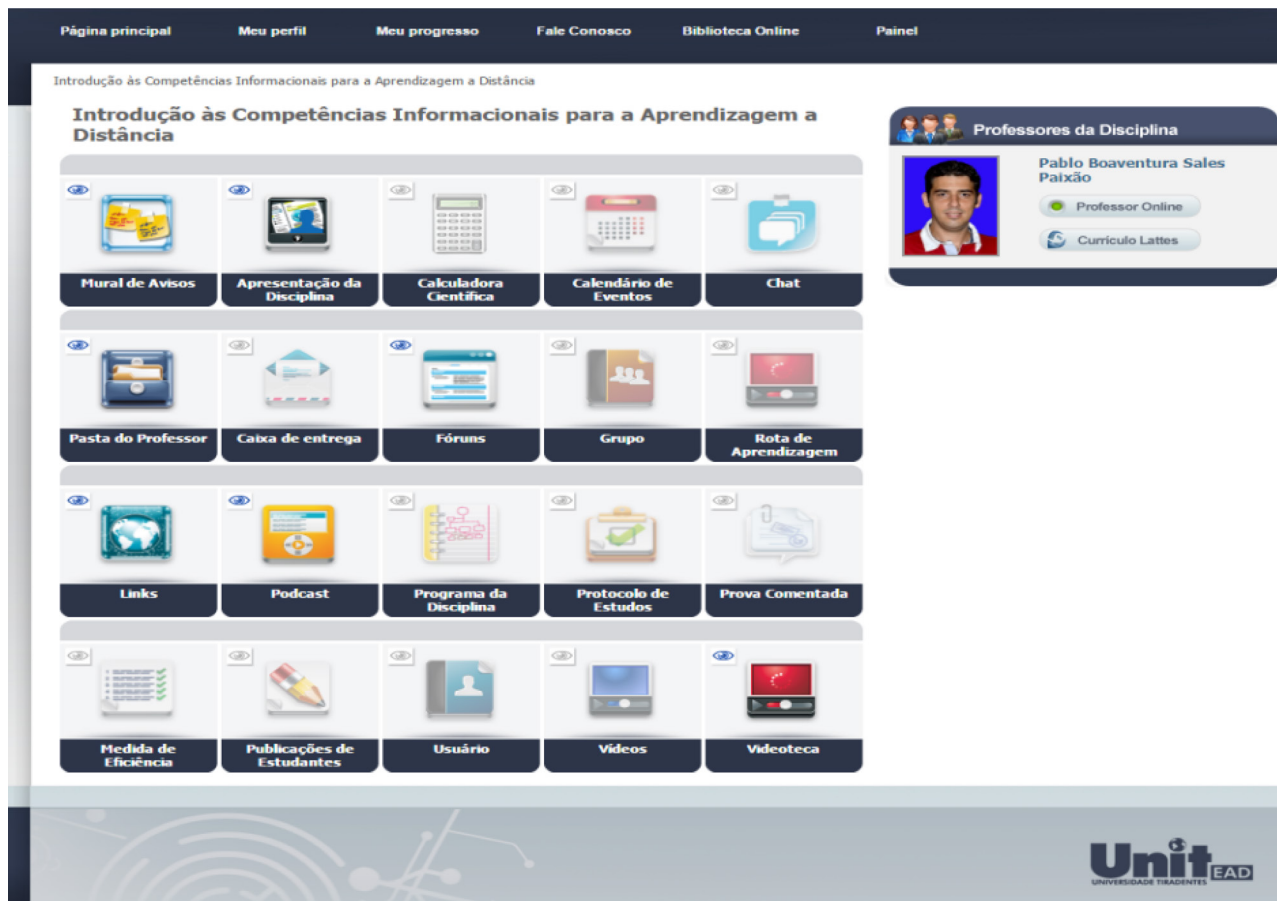 Página principal
Meu perfil
Meu progresso
Fale Conosco
Biblioteca Online
Painel
Introdução às Competências Informacionais para a Aprendizagem a Distância
Introdução às Competências Informacionais para a Aprendizagem a
Distância
Professores da Disciplina
Pablo Boaventura Sales
Paixão
Professor Online
Currículo Lattes
Mural de Avisos
Apresentação da
Disciplina
Calculadora
Científica
Calendário de
Eventos
Chat
Pasta do Professor
Caixa de entrega
Fóruns
Grupo
Rota de
Aprendizagem
Links
Podcast
Programa da
Disciplina
Protocolo de
Estudos
Prova Comentada
Medida de
Eficiência
Publicações de
Estudantes
Usuário
Vídeos
Videoteca
Unit EAD
UNIVERSIDADE TIRADENTES